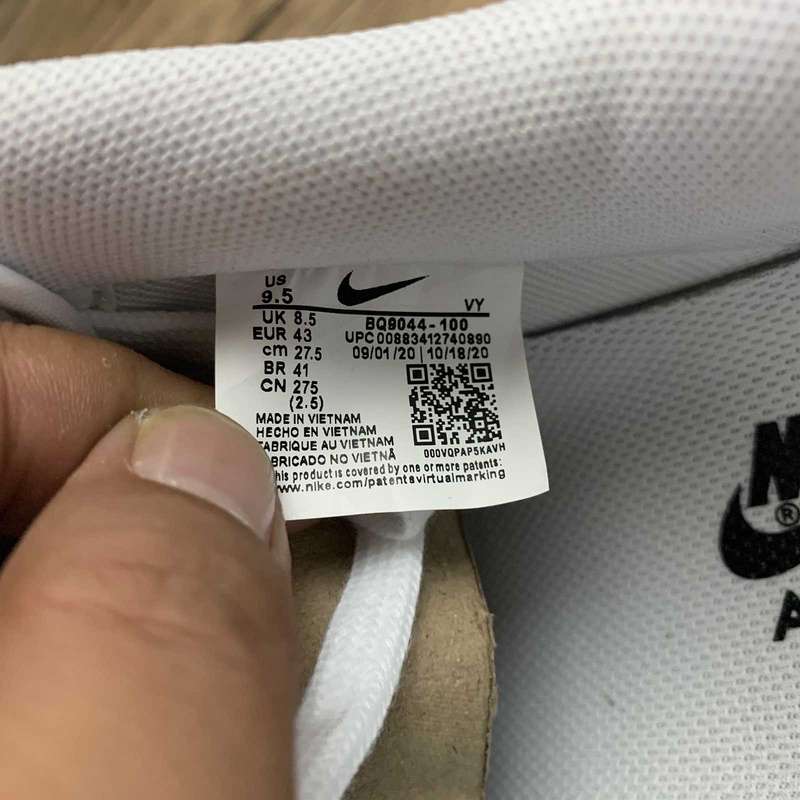 US
9.5
VY
UK 8.5
BQ9044-100
EUR 43
UPC 00883412740890
cm 27.5
09/01/20 | 10/18/20
BR 41
CN 275
(2.5)
MADE IN VIETNAM
HECHO EN VIETNAM
FABRIQUE AU VIETNAM
FABRICADO NO VIETNÃ
000VQPAP5KAVH
this product is covered by one or more patents:
www.nike.com/patentsvirtualmarking
N
®
A